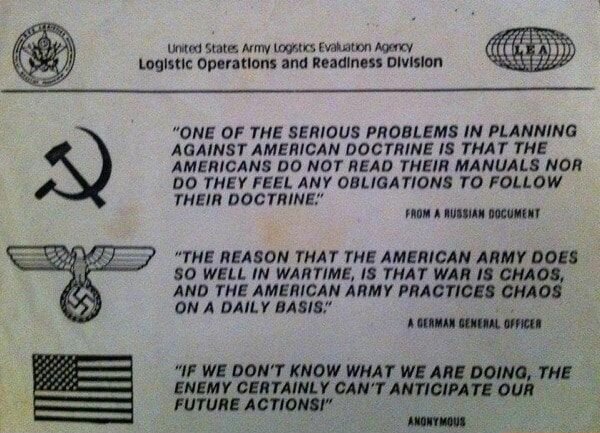 United States Army Logistics Evaluation Agency
Logistic Operations and Readiness Division
LEA
"ONE OF THE SERIOUS PROBLEMS IN PLANNING
AGAINST AMERICAN DOCTRINE IS THAT THE
AMERICANS DO NOT READ THEIR MANUALS NOR
DO THEY FEEL ANY OBLIGATIONS TO FOLLOW
THEIR DOCTRINE."
FROM A RUSSIAN DOCUMENT
"THE REASON THAT THE AMERICAN ARMY DOES
SO WELL IN WARTIME, IS THAT WAR IS CHAOS,
AND THE AMERICAN ARMY PRACTICES CHAOS
ON A DAILY BASIS."
A GERMAN GENERAL OFFICER
"IF WE DON'T KNOW WHAT WE ARE DOING, THE
ENEMY CERTAINLY CAN'T ANTICIPATE OUR
FUTURE ACTIONS!"
ANONYMOUS